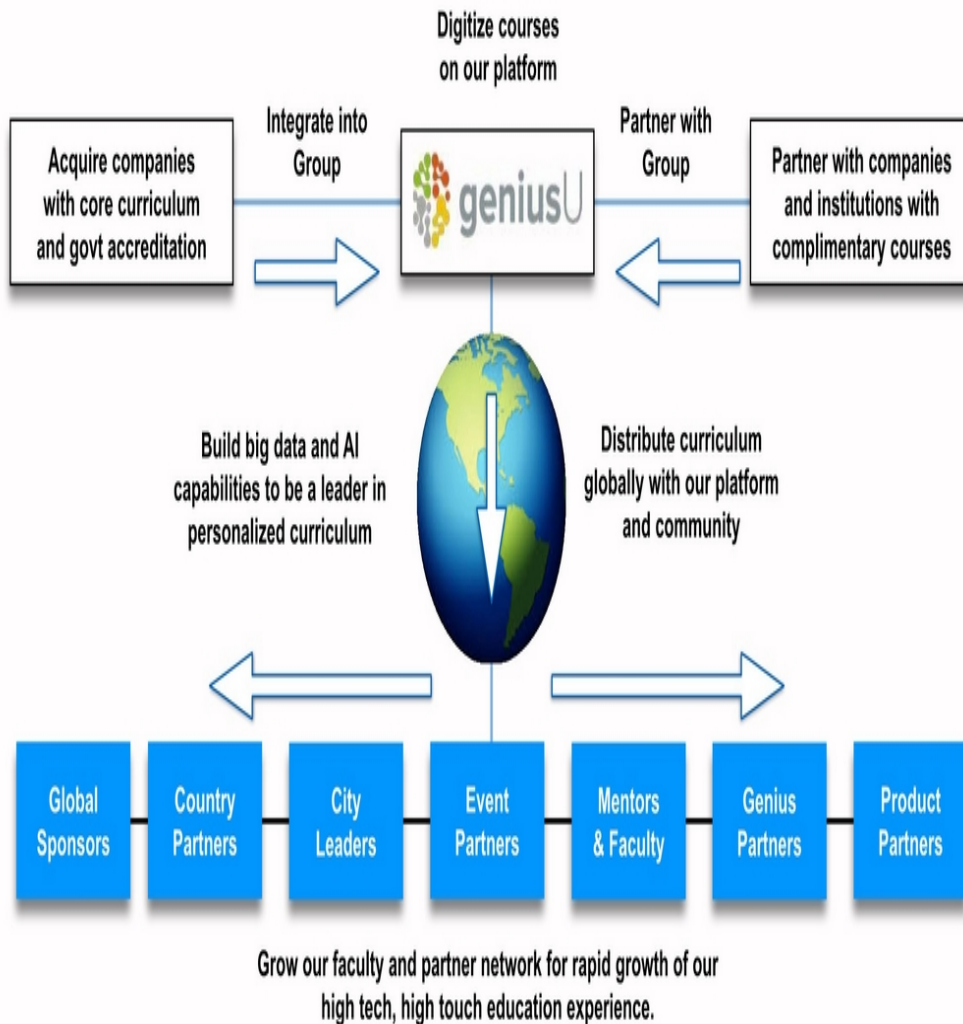 Digitize courses
on our platform
Integrate into
Group
Partner with
Group
Acquire companies
with core curriculum
and govt accreditation
geniusU
Partner with companies
and institutions with
complimentary courses
Build big data and AI
capabilities to be a leader in
personalized curriculum
Distribute curriculum
globally with our platform
and community
Global
Sponsors
Country
Partners
City
Leaders
Event
Partners
Mentors
& Faculty
Genius
Partners
Product
Partners
Grow our faculty and partner network for rapid growth of our
high tech, high touch education experience.